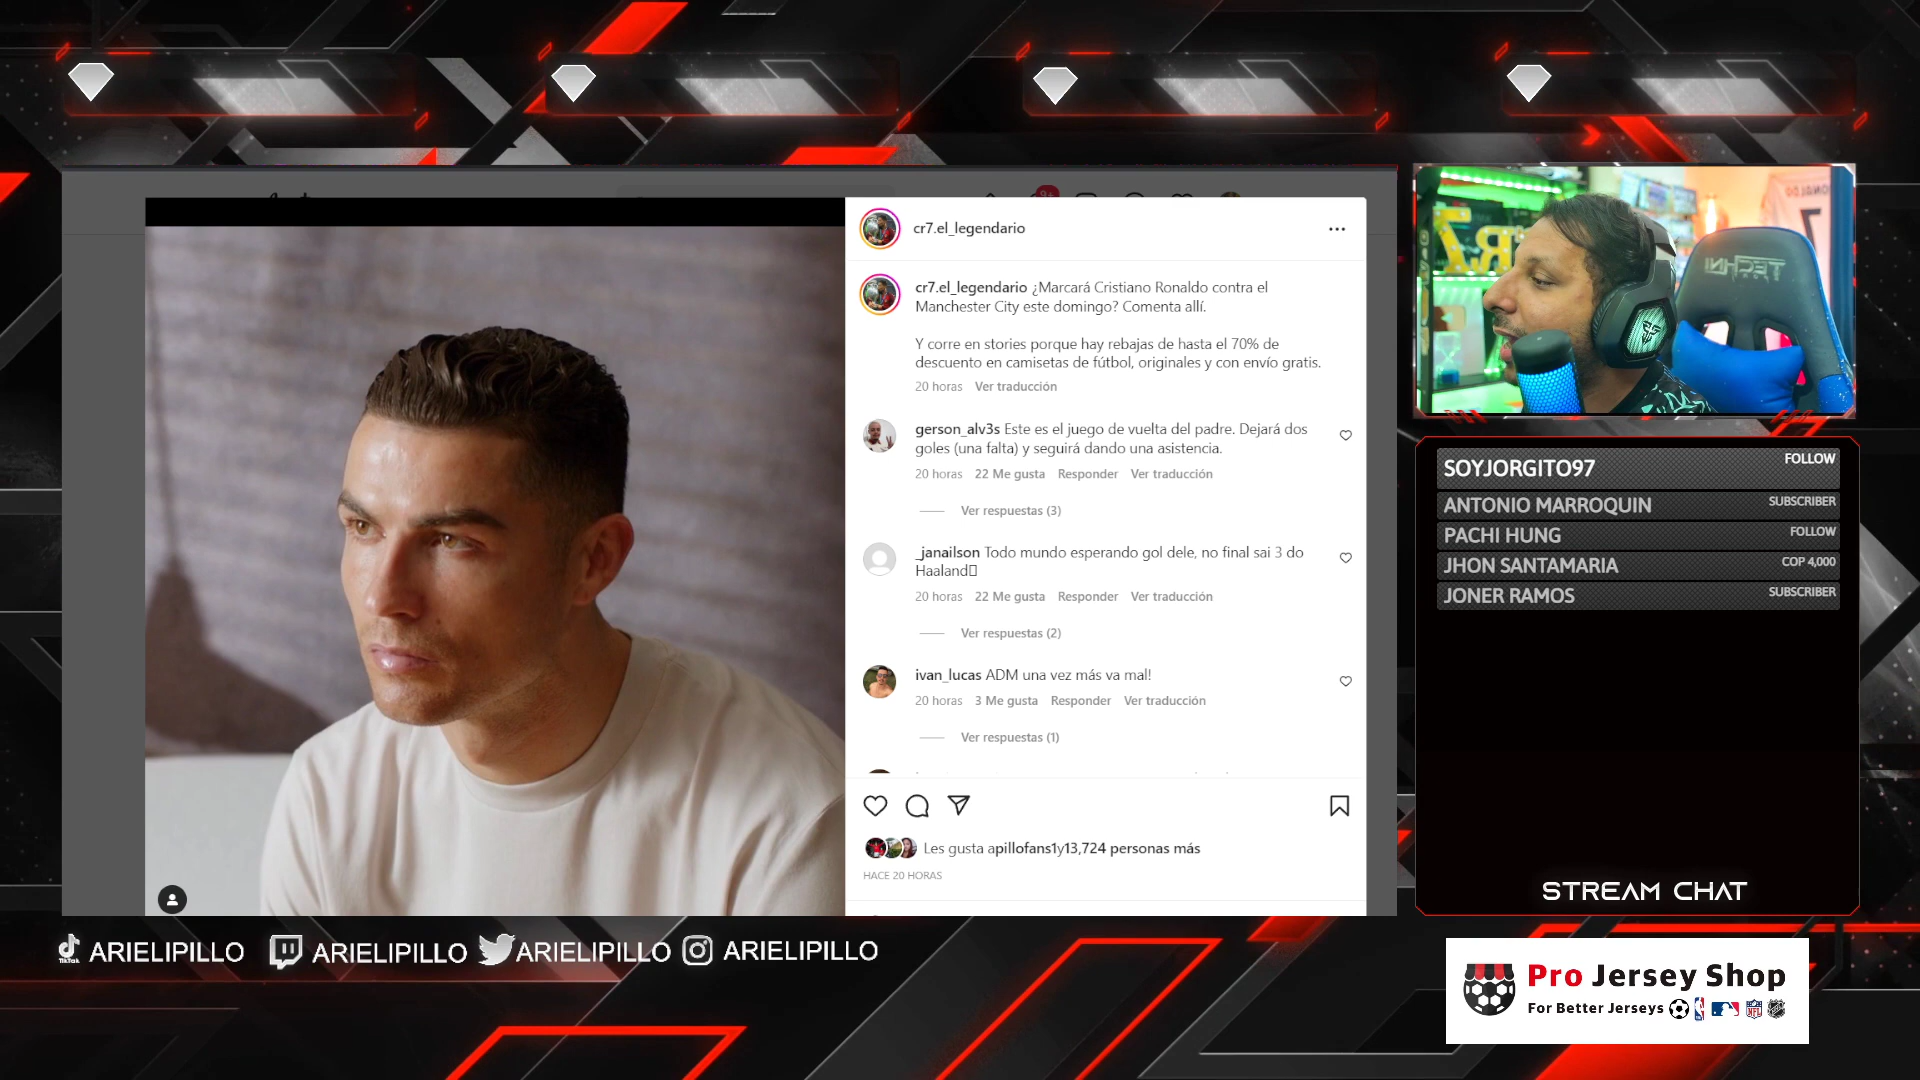 9+
cr7.el_legendario
cr7.el_legendario ¿Marcará Cristiano Ronaldo contra el
Manchester City este domingo? Comenta allí.
Y corre en stories porque hay rebajas de hasta el 70% de
descuento en camisetas de fútbol, originales y con envío gratis.
20 horas Ver traducción
gerson_alv3s Este es el juego de vuelta del padre. Dejará dos
goles (una falta) y seguirá dando una asistencia.
20 horas 22 Me gusta Responder Ver traducción
Ver respuestas (3)
_janailson Todo mundo esperando gol dele, no final sai 3 do
Haaland
20 horas 22 Me gusta Responder Ver traducción
Ver respuestas (2)
ivan_lucas ADM una vez más va mal!
20 horas 3 Me gusta Responder Ver traducción
Ver respuestas (1)
Les gusta apillofans1y13,724 personas más
HACE 20 HORAS
TECHNI
SOYJORGITO97 FOLLOW
ANTONIO MARROQUIN SUBSCRIBER
PACHI HUNG FOLLOW
JHON SANTAMARIA COP 4,000
JONER RAMOS SUBSCRIBER
STREAM CHAT
TikTok ARIELIPILLO ARIELIPILLO ARIELIPILLO ARIELIPILLO
Pro Jersey Shop
For Better Jerseys